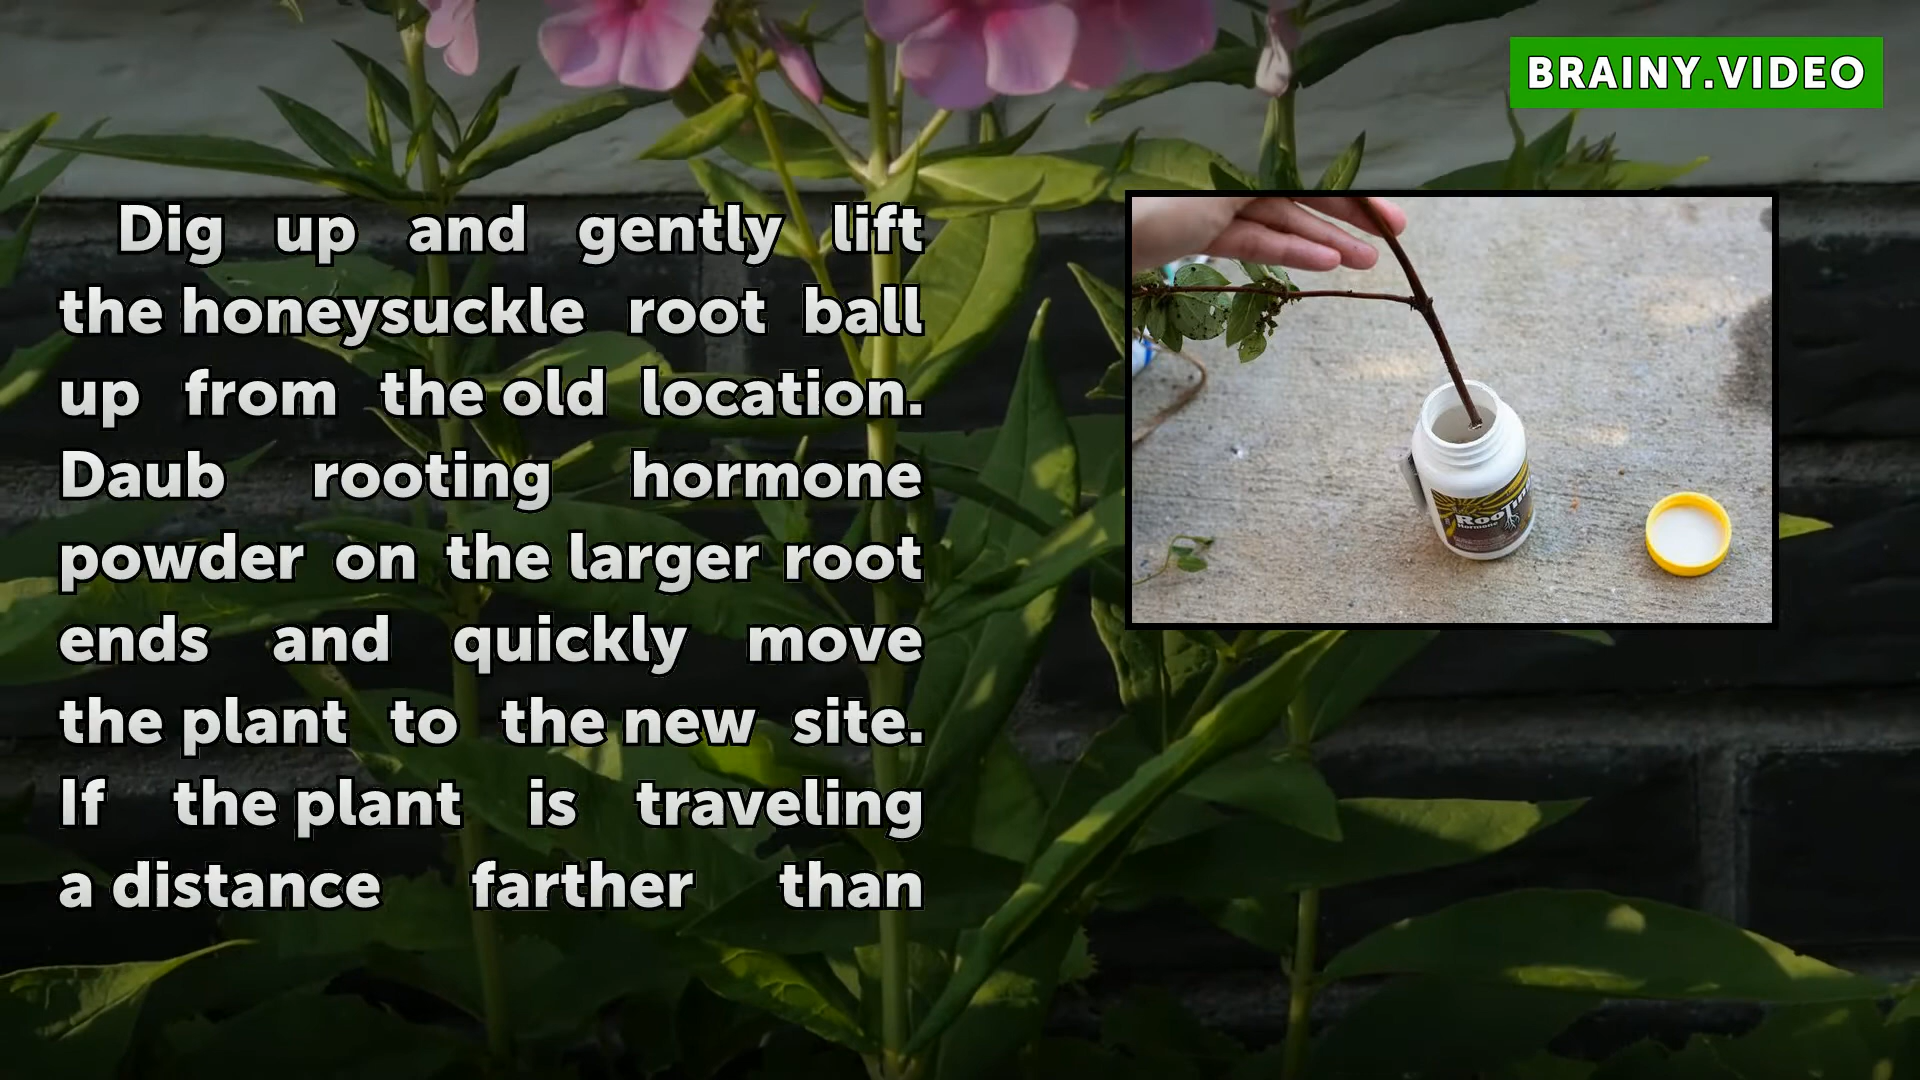 BRAINY.VIDEO
Dig up and gently lift
the honeysuckle root ball
up from the old location.
Daub rooting hormone
powder on the larger root
ends and quickly move
the plant to the new site.
If the plant is traveling
a distance farther than
Root
Hormone